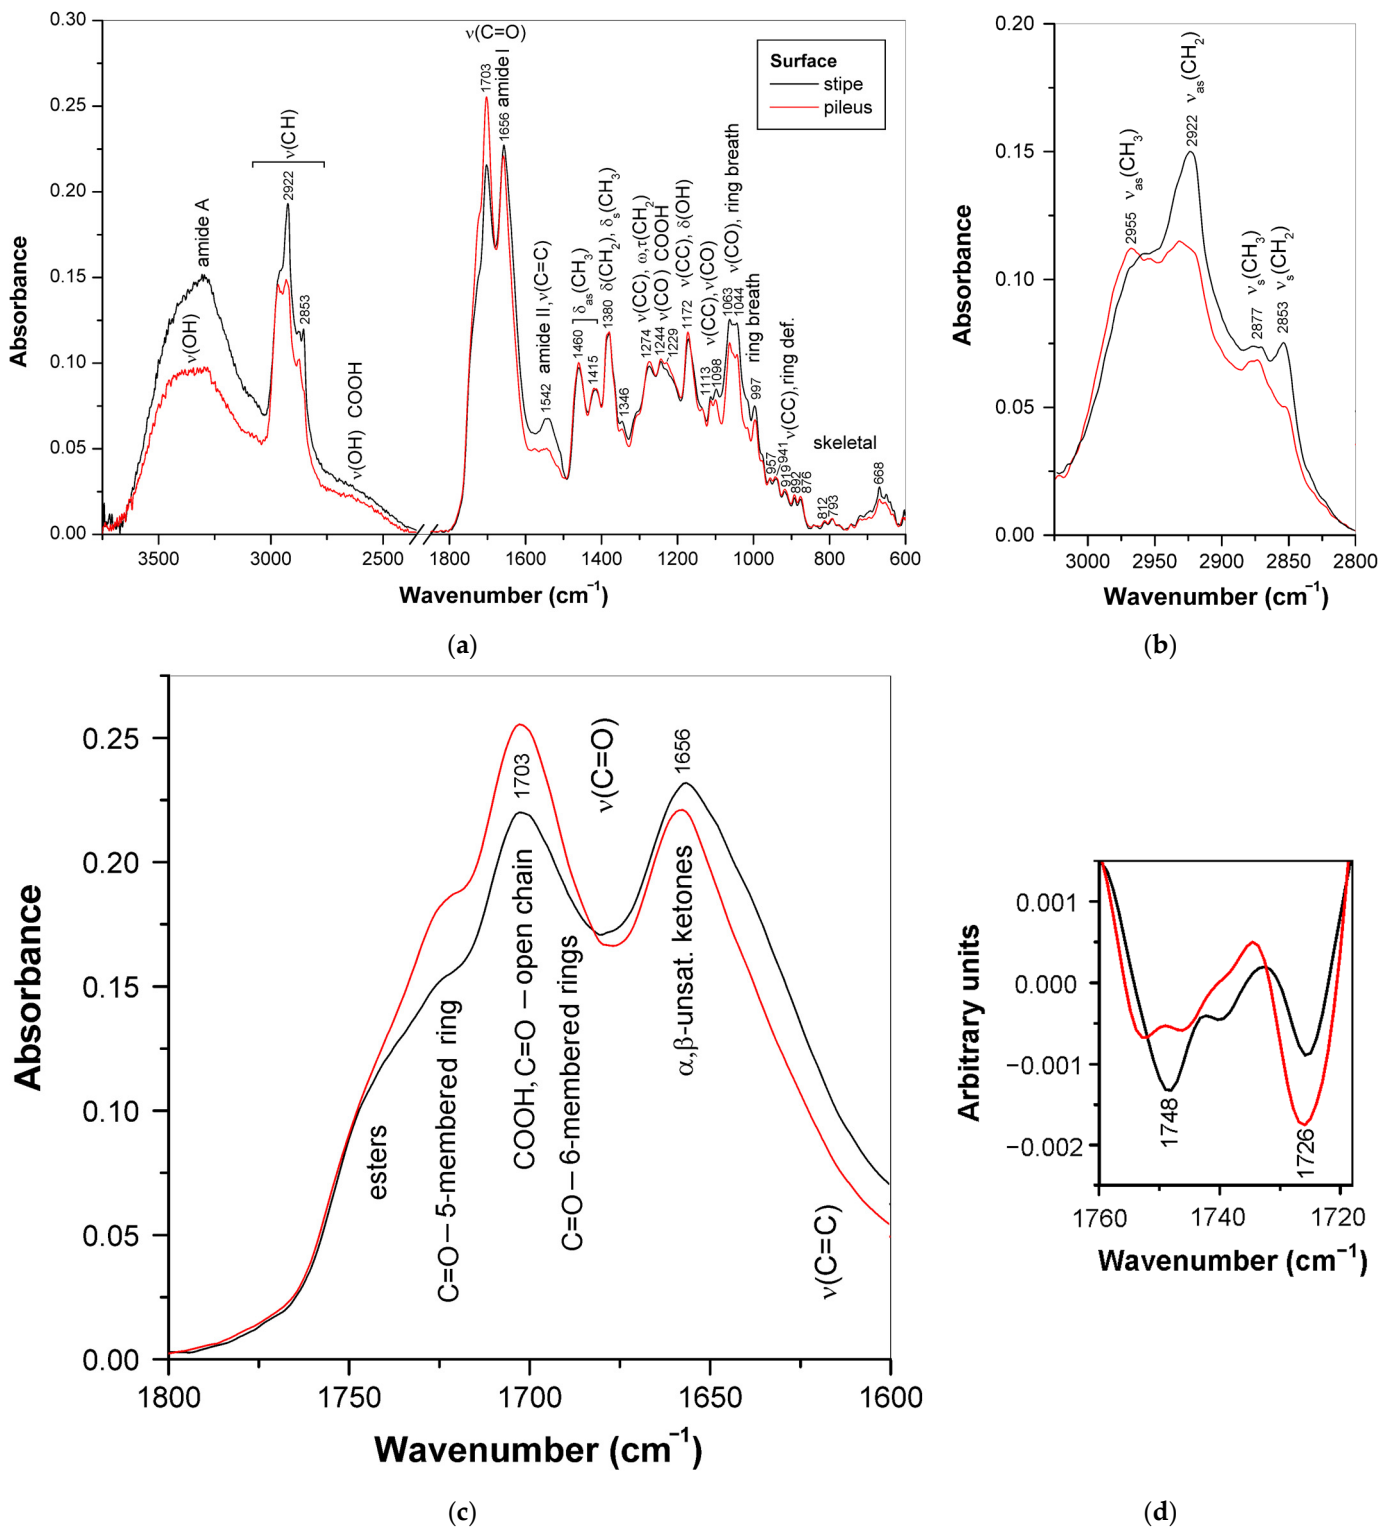 0.30
0.25
0.20
0.15
0.10
0.05
0.00
Absorbance
3500
3000
2500
1800
1600
1400
1200
1000
800
600
Wavenumber (cm⁻¹)
Surface
stipe
pileus
amide A
ν(OH)
ν(CH)
2922
2853
ν(OH) COOH
ν(C=O)
1703
1656 amide I
1542 amide II, ν(C=C)
1460
1415
] δas(CH3)
1380 δ(CH2), δs(CH3)
1346
1274 ν(CC), ω,τ(CH2)
1244 ν(CO) COOH
1229
1172 ν(CC), δ(OH)
1113
1098
ν(CC), ν(CO)
1063
1044
ν(CO), ring breath
997 ring breath
957
941
919
892
876
ν(CC), ring def.
812
793
skeletal
668
(a)
0.20
0.15
0.10
0.05
0.00
Absorbance
2955 νas(CH3)
2922 νas(CH2)
2877 νs(CH3)
2853 νs(CH2)
3000
2950
2900
2850
2800
Wavenumber (cm⁻¹)
(b)
0.25
0.20
0.15
0.10
0.05
0.00
Absorbance
1703
1656
ν(C=O)
esters
C=O – 5-membered ring
COOH, C=O – open chain
C=O – 6-membered rings
α,β-unsat. ketones
ν(C=C)
1800
1750
1700
1650
1600
Wavenumber (cm⁻¹)
(c)
0.001
0.000
−0.001
−0.002
Arbitrary units
1748
1726
1760
1740
1720
Wavenumber (cm⁻¹)
(d)